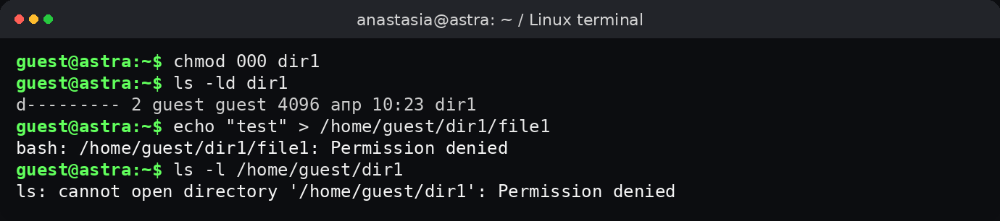 anastasia@astra: ~ / Linux terminal
guest@astra:~$ chmod 000 dir1
guest@astra:~$ ls -ld dir1
d--------- 2 guest guest 4096 апр 10:23 dir1
guest@astra:~$ echo "test" > /home/guest/dir1/file1
bash: /home/guest/dir1/file1: Permission denied
guest@astra:~$ ls -l /home/guest/dir1
ls: cannot open directory '/home/guest/dir1': Permission denied